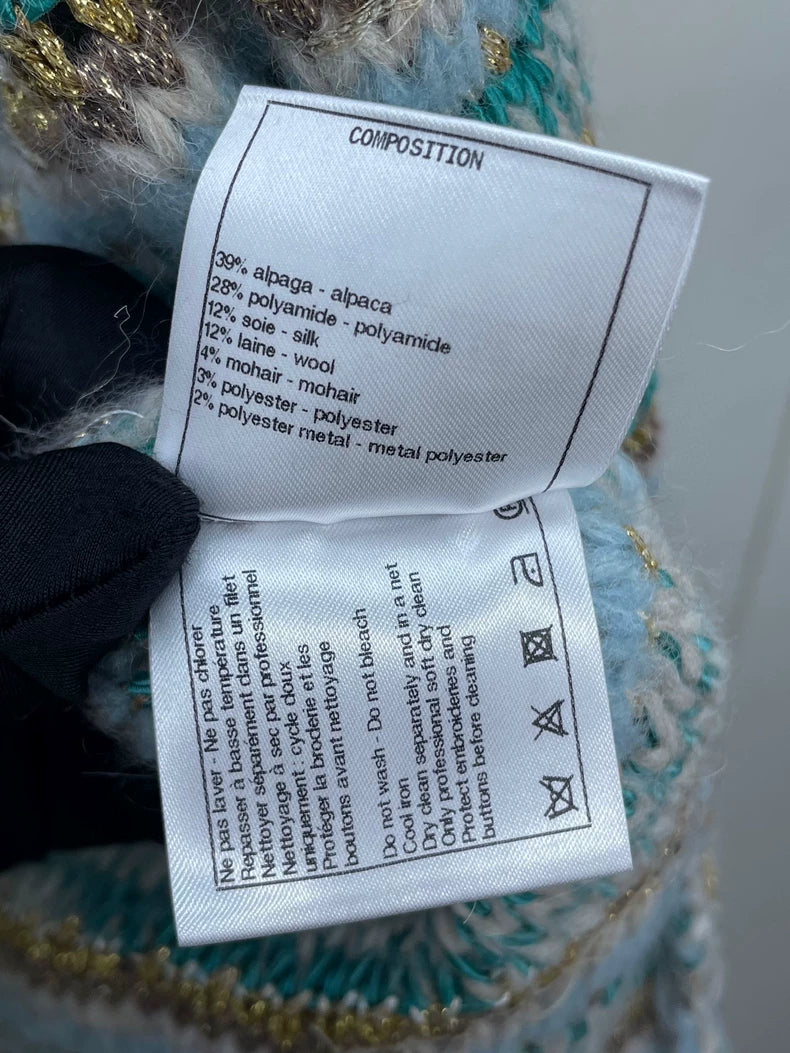 COMPOSITION
39% alpaga - alpaca
28% polyamide - polyamide
12% soie - silk
12% laine - wool
4% mohair - mohair
3% polyester - polyester
2% polyester metal - metal polyester
Ne pas laver - Ne pas chlorer
Repasser à basse température
Nettoyer séparément dans un filet
Nettoyage à sec par professionnel
uniquement : cycle doux
Protéger la broderie et les
boutons avant nettoyage
Do not wash - Do not bleach
Cool iron
Dry clean separately and in a net
Only professional soft dry clean
Protect embroideries and
buttons before cleaning